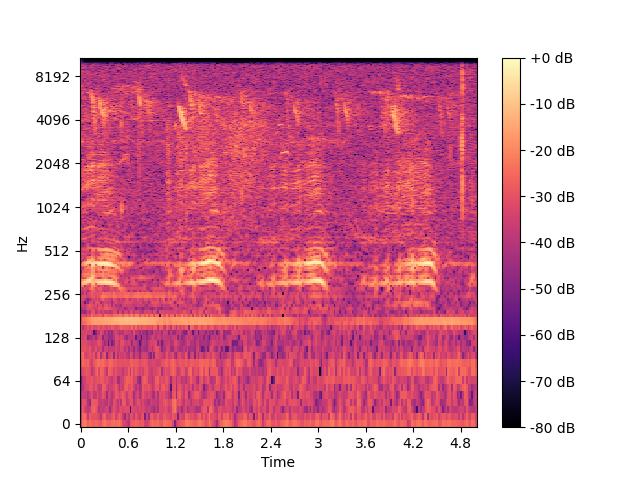 8192
4096
2048
1024
512
256
128
64
0
Hz
0 0.6 1.2 1.8 2.4 3 3.6 4.2 4.8
Time
+0 dB
-10 dB
-20 dB
-30 dB
-40 dB
-50 dB
-60 dB
-70 dB
-80 dB